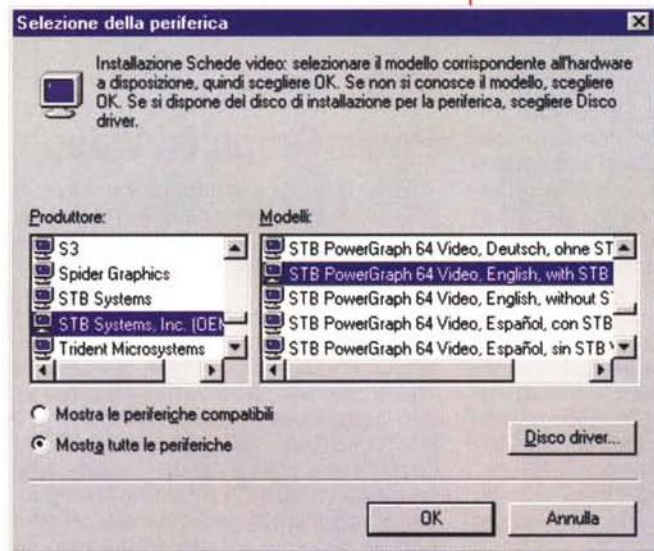 Selezione della periferica
Installazione Schede video: selezionare il modello corrispondente all'hardware
a disposizione, quindi scegliere OK. Se non si conosce il modello, scegliere
OK. Se si dispone del disco di installazione per la periferica, scegliere Disco
driver.
Produttore:
S3
Spider Graphics
STB Systems
STB Systems, Inc. (OEM
Trident Microsystems
Modelli:
STB PowerGraph 64 Video, Deutsch, ohne ST
STB PowerGraph 64 Video, English, with STB
STB PowerGraph 64 Video, English, without S
STB PowerGraph 64 Video, Español, con STB
STB PowerGraph 64 Video, Español, sin STB
Mostra le periferiche compatibili
Mostra tutte le periferiche
Disco driver...
OK
Annulla